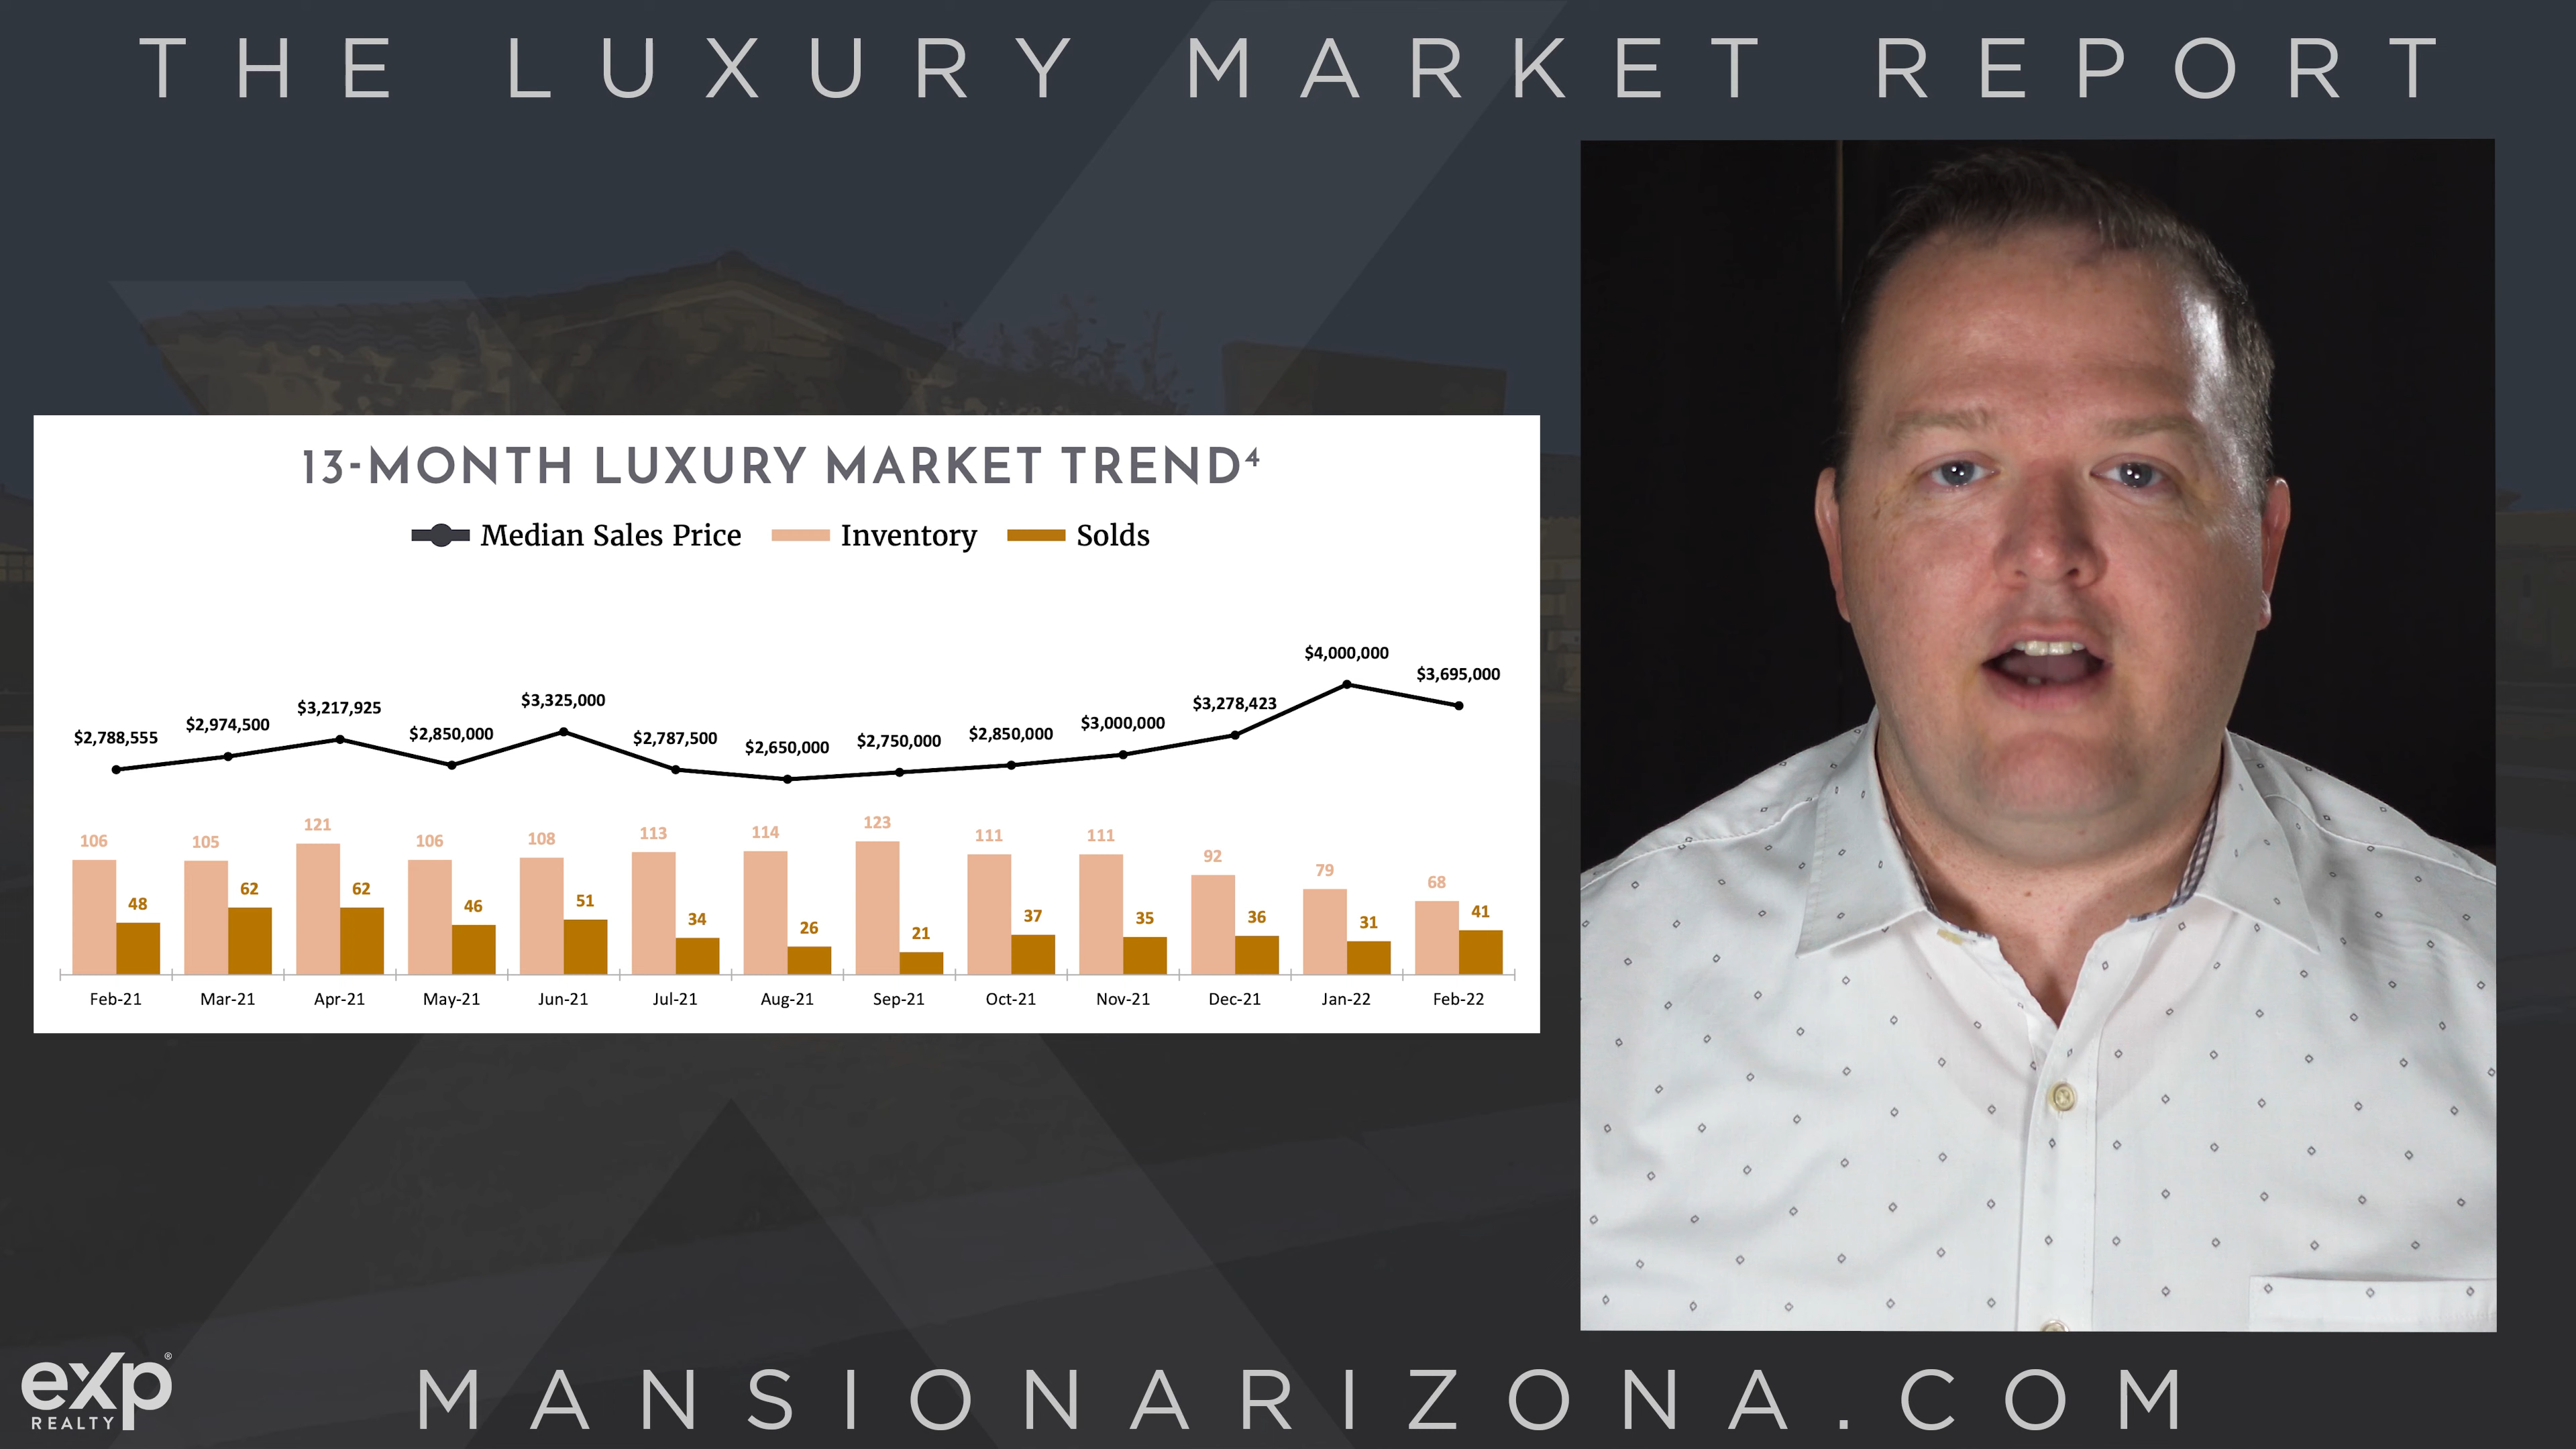 THE LUXURY MARKET REPORT
13-MONTH LUXURY MARKET TREND⁴
Median Sales Price Inventory Solds
$2,788,555 $2,974,500 $3,217,925 $2,850,000 $3,325,000 $2,787,500 $2,650,000 $2,750,000 $2,850,000 $3,000,000 $3,278,423 $4,000,000 $3,695,000
106 105 121 106 108 113 114 123 111 111 92 79 68
48 62 62 46 51 34 26 21 37 35 36 31 41
Feb-21 Mar-21 Apr-21 May-21 Jun-21 Jul-21 Aug-21 Sep-21 Oct-21 Nov-21 Dec-21 Jan-22 Feb-22
eXp®
REALTY
MANSIONARIZONA.COM